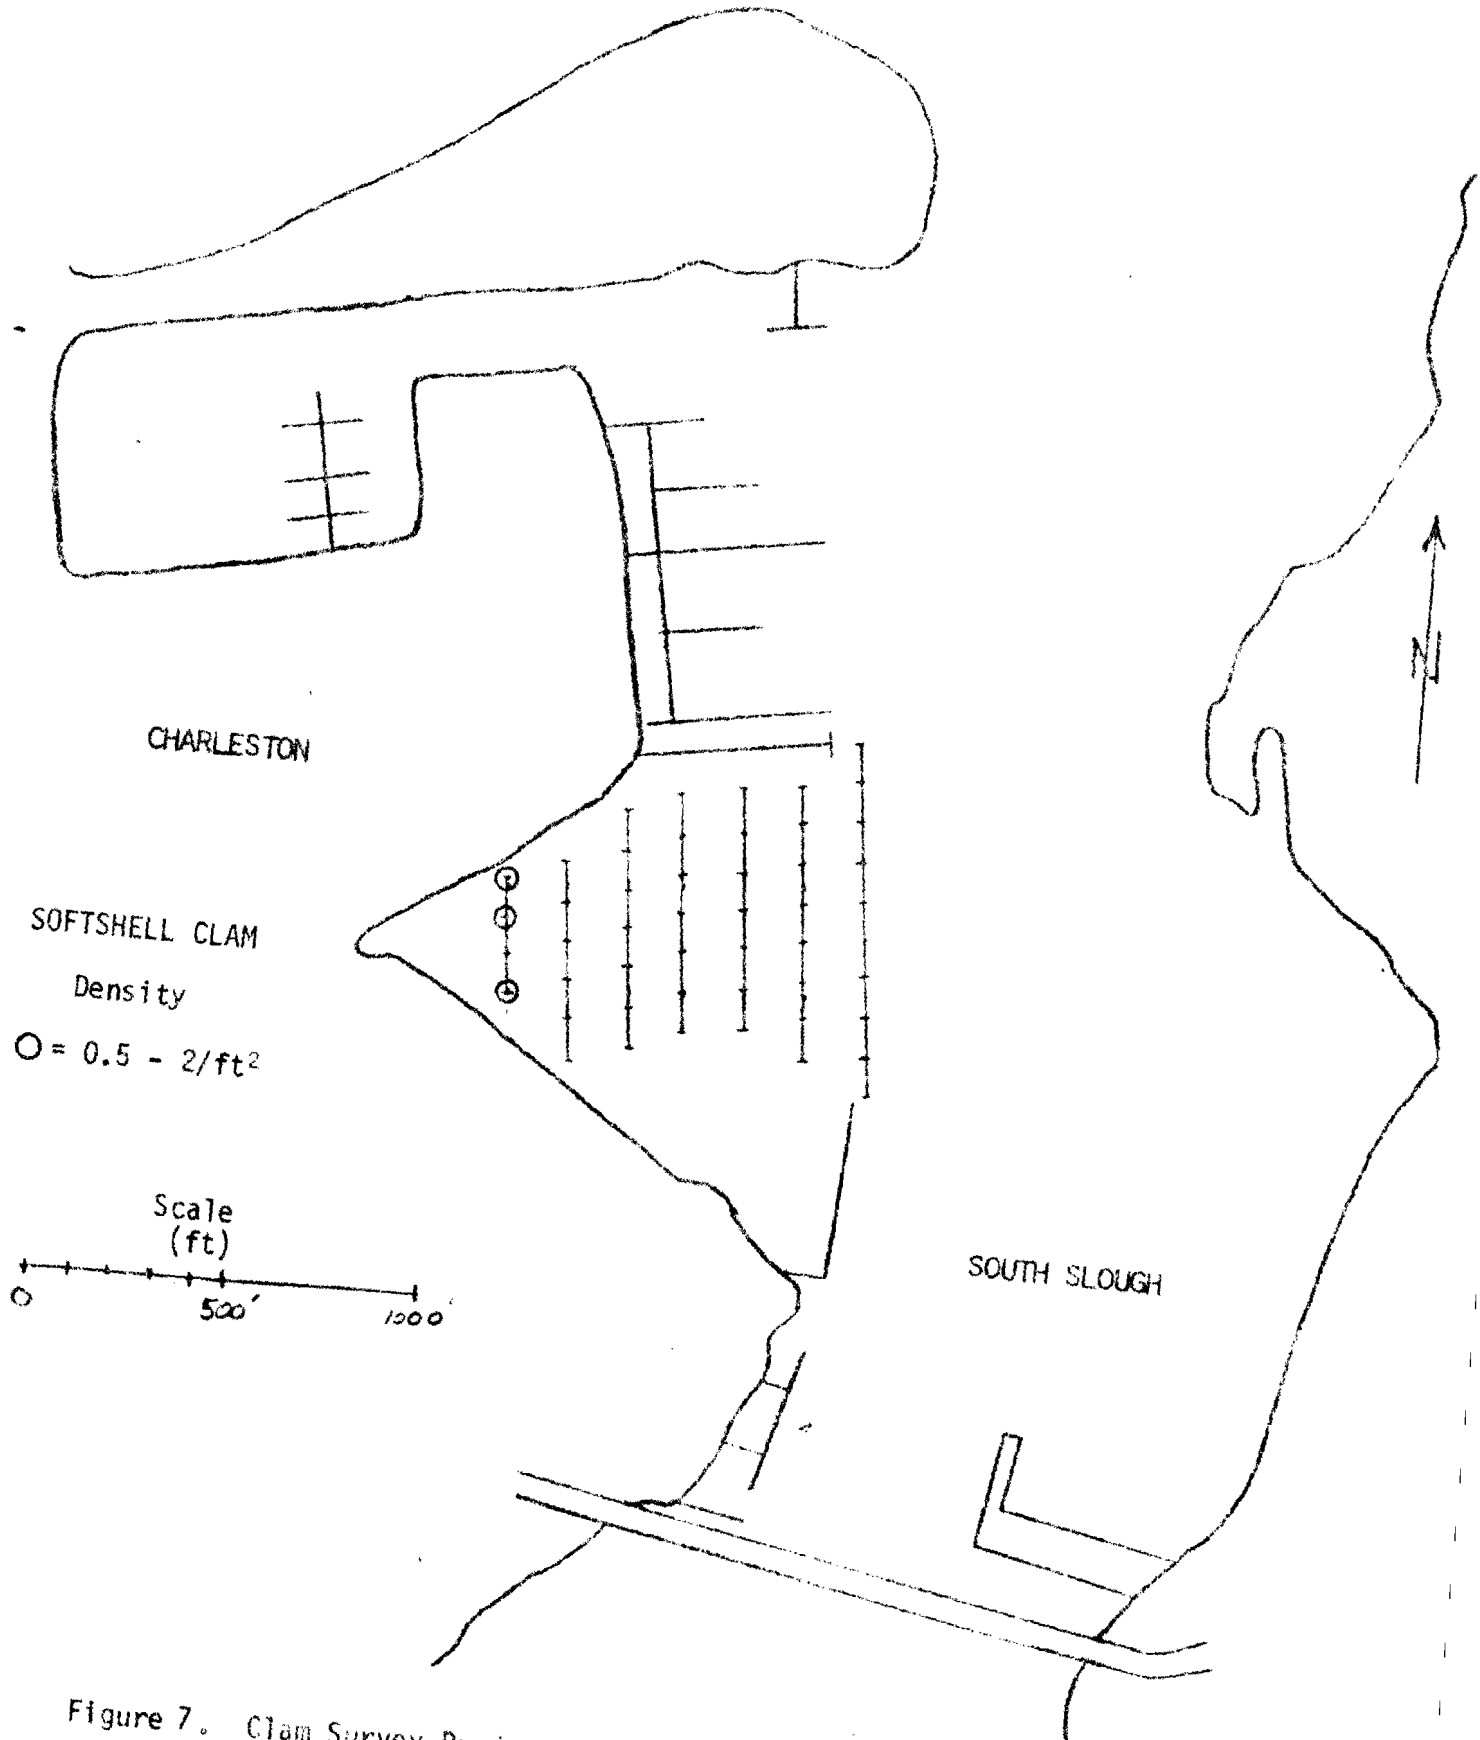 N
CHARLESTON
SOFTSHELL CLAM
Density
O = 0.5 - 2/ft²
Scale
(ft)
0 500' 1000'
SOUTH SLOUGH
Figure 7. Clam Survey